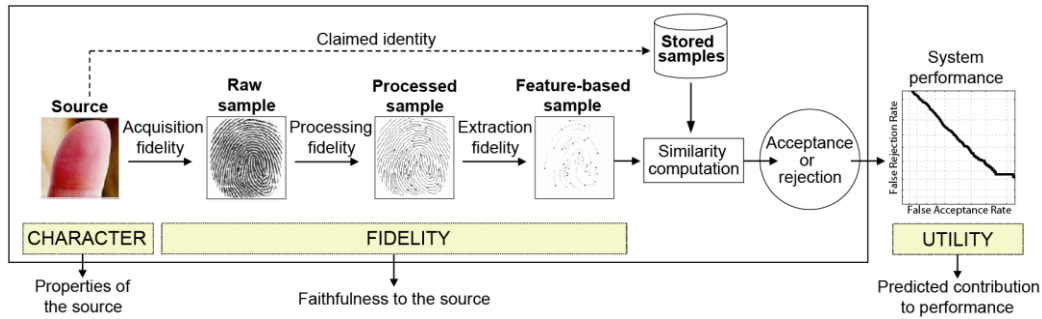 Claimed identity
Stored
samples
System
performance
Source
Raw
sample
Processed
sample
Feature-based
sample
Acquisition
fidelity
Processing
fidelity
Extraction
fidelity
Similarity
computation
Acceptance
or
rejection
False Rejection Rate
False Acceptance Rate
CHARACTER
FIDELITY
UTILITY
Properties of
the source
Faithfulness to the source
Predicted contribution
to performance